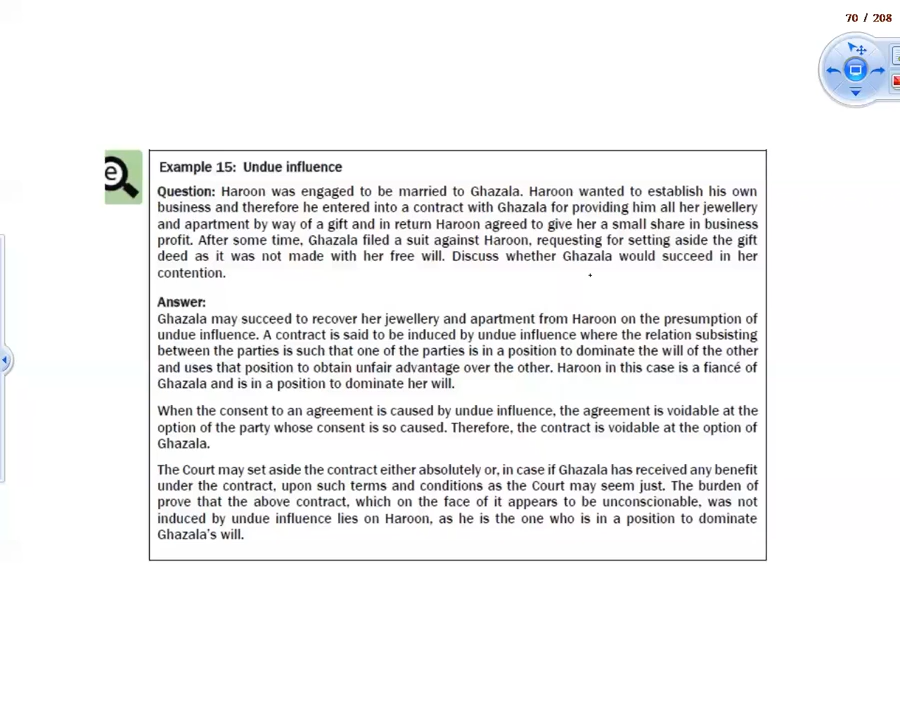 70 / 208
e
Example 15: Undue influence
Question: Haroon was engaged to be married to Ghazala. Haroon wanted to establish his own
business and therefore he entered into a contract with Ghazala for providing him all her jewellery
and apartment by way of a gift and in return Haroon agreed to give her a small share in business
profit. After some time, Ghazala filed a suit against Haroon, requesting for setting aside the gift
deed as it was not made with her free will. Discuss whether Ghazala would succeed in her
contention.
Answer:
Ghazala may succeed to recover her jewellery and apartment from Haroon on the presumption of
undue influence. A contract is said to be induced by undue influence where the relation subsisting
between the parties is such that one of the parties is in a position to dominate the will of the other
and uses that position to obtain unfair advantage over the other. Haroon in this case is a fiancé of
Ghazala and is in a position to dominate her will.
When the consent to an agreement is caused by undue influence, the agreement is voidable at the
option of the party whose consent is so caused. Therefore, the contract is voidable at the option of
Ghazala.
The Court may set aside the contract either absolutely or, in case if Ghazala has received any benefit
under the contract, upon such terms and conditions as the Court may seem just. The burden of
prove that the above contract, which on the face of it appears to be unconscionable, was not
induced by undue influence lies on Haroon, as he is the one who is in a position to dominate
Ghazala's will.